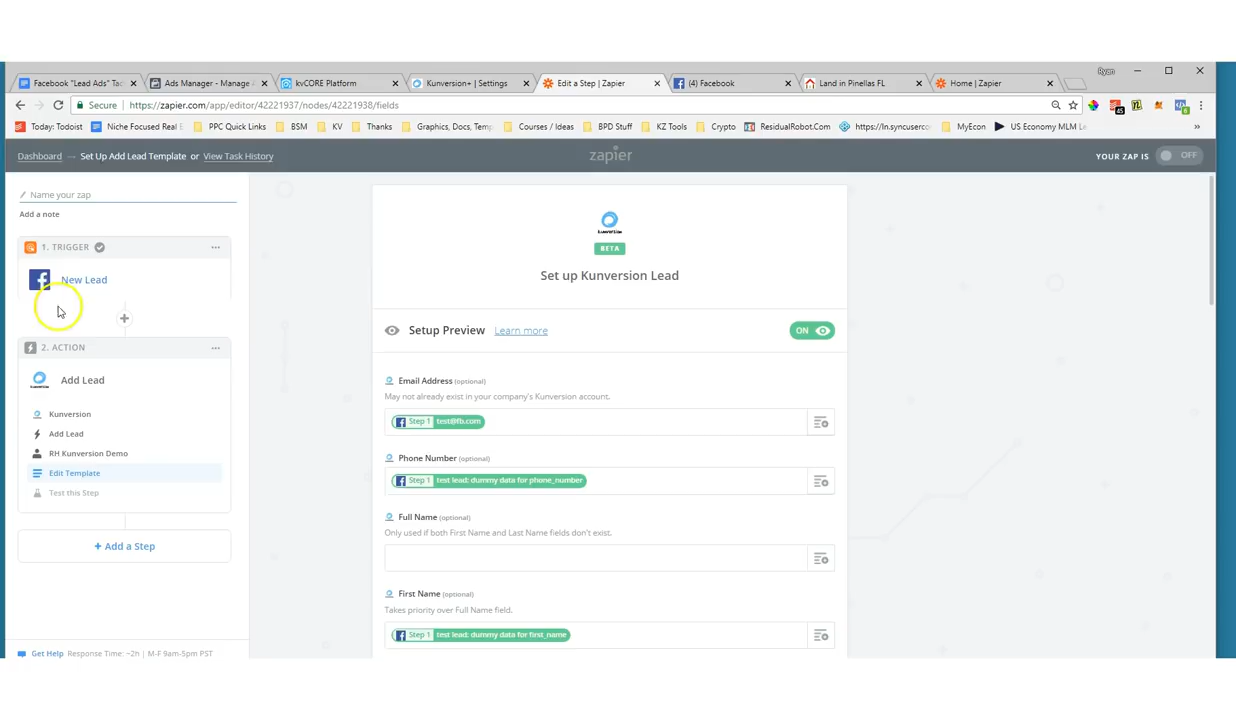 Ryan
Facebook "Lead Ads" Tac
Ads Manager - Manage A
kvCORE Platform
Kunversion+ | Settings
Edit a Step | Zapier
(4) Facebook
Land in Pinellas FL
Home | Zapier
Secure https://zapier.com/app/editor/42221937/nodes/42221938/fields
45
6
Today: Todoist
Niche Focused Real E
PPC Quick Links
BSM
KV
Thanks
Graphics, Docs, Temp
Courses / Ideas
BPD Stuff
KZ Tools
Crypto
ResidualRobot.Com
https://ln.syncuserco
MyEcon
US Economy MLM Le
»
Dashboard → Set Up Add Lead Template or View Task History
zapier
YOUR ZAP IS OFF
Name your zap
Add a note
1. TRIGGER
New Lead
2. ACTION
Add Lead
Kunversion
Add Lead
RH Kunversion Demo
Edit Template
Test this Step
+ Add a Step
Get Help Response Time: ~2h | M-F 9am-5pm PST
BETA
Set up Kunversion Lead
Setup Preview Learn more
ON
Email Address (optional)
May not already exist in your company's Kunversion account.
Step 1 test@fb.com
Phone Number (optional)
Step 1 test lead: dummy data for phone_number
Full Name (optional)
Only used if both First Name and Last Name fields don't exist.
First Name (optional)
Takes priority over Full Name field.
Step 1 test lead: dummy data for first_name